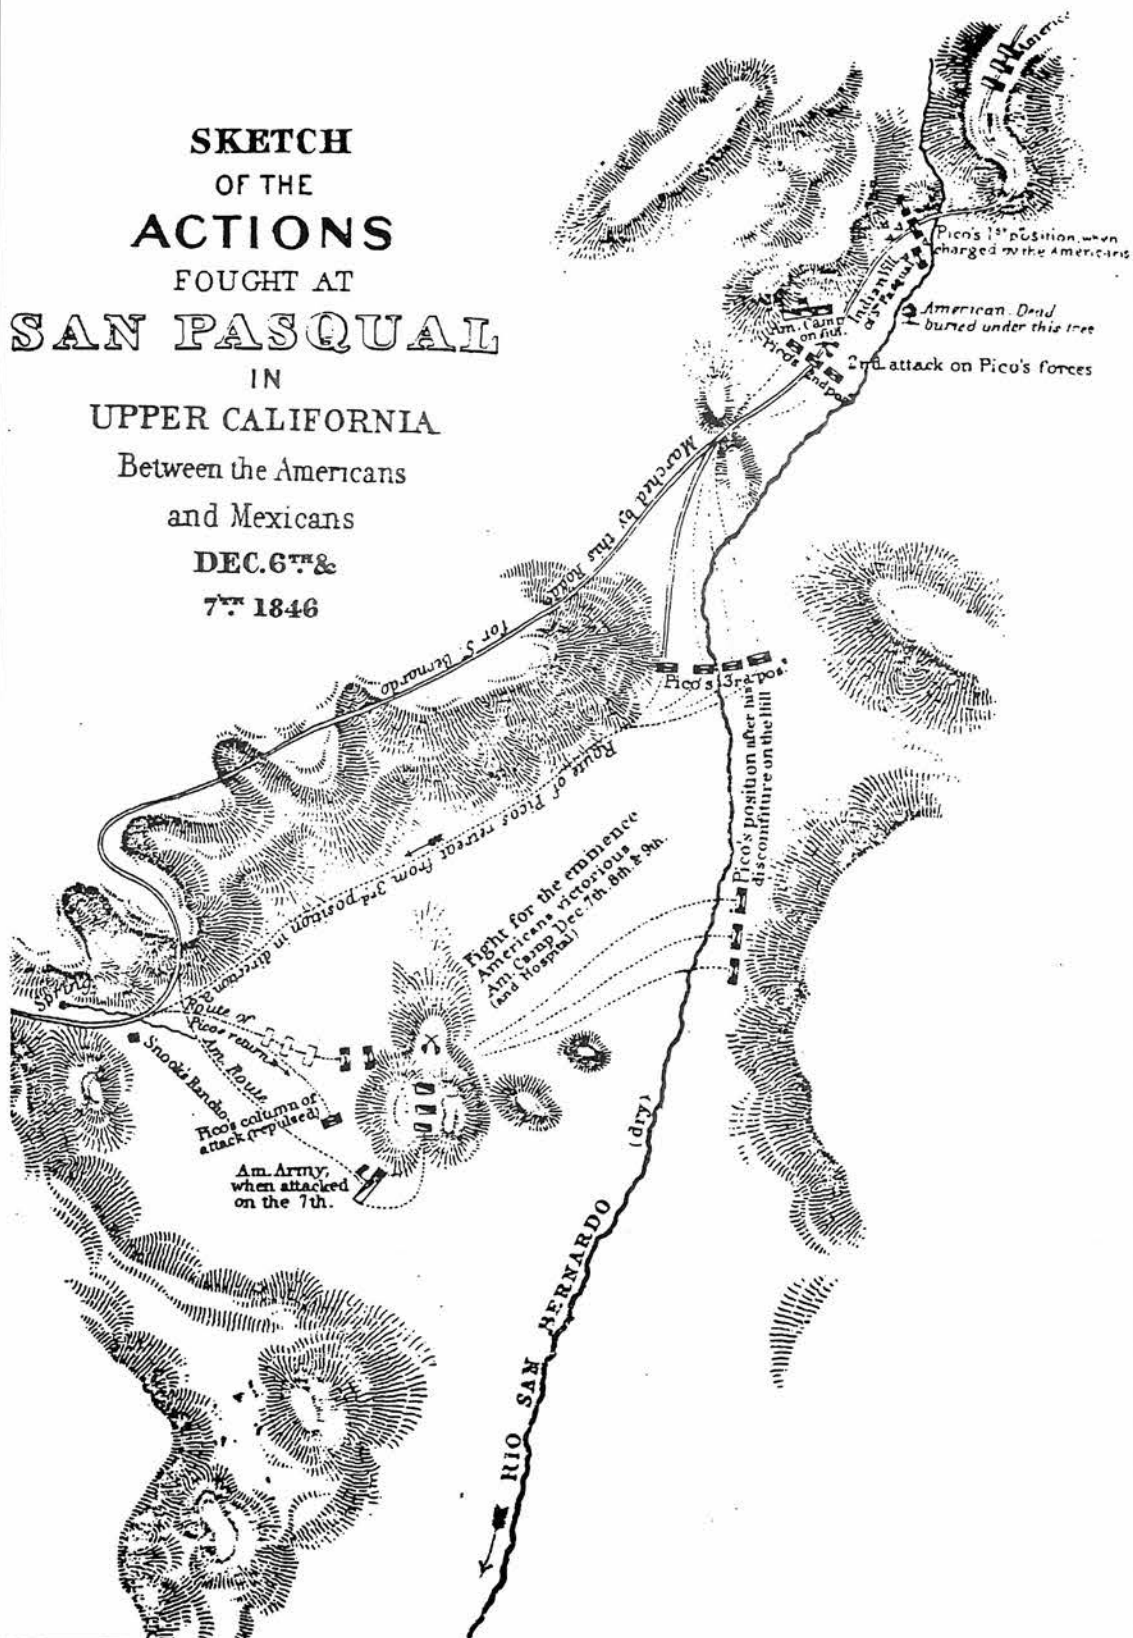 SKETCH
OF THE
ACTIONS
FOUGHT AT
SAN PASQUAL
IN
UPPER CALIFORNIA
Between the Americans
and Mexicans
DEC. 6TH &
7TH 1846
Pico's 1st position, when
charged by the Americans
Indian Vill.
of Sn Pasqual
American Dead
buried under this tree
Am. Camp
on 6th.
Pico's 2nd pos.
2nd attack on Pico's forces
Marched by this Road
for S. Bernardo
Pico's 3rd pos.
Pico's position after his
discomfiture on the hill
Route of Picos retreat from 3rd position in direction
Fight for the eminence
Americans victorious
Am. Camp Dec. 7th. 8th. & 9th.
(and Hospital)
(Spring)
Route of
Picos return
Am. Route
Snook's Rancho
Pico's column of
attack (repulsed)
Am. Army,
when attacked
on the 7th.
(dry)
RIO SAN BERNARDO